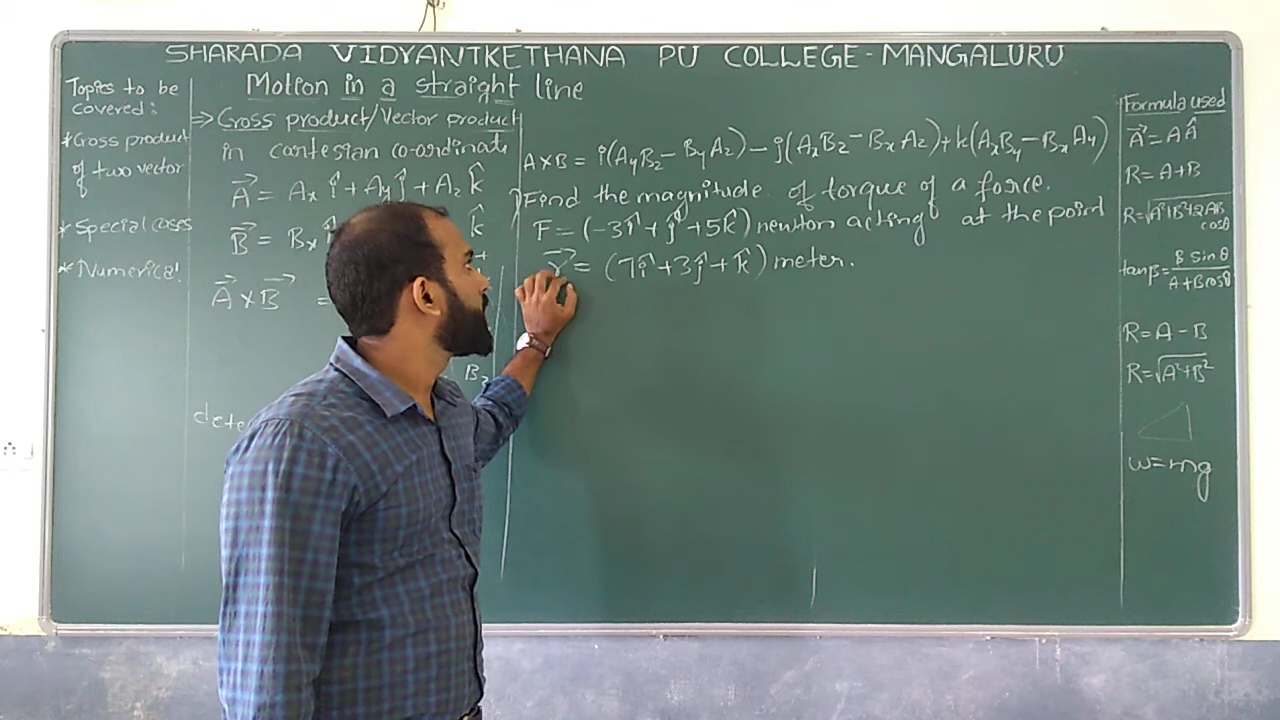 SHARADA VIDYANIKETHANA PU COLLEGE - MANGALURU
Motion in a straight line
Topics to be
covered:
* Cross product
of two vector
* Special cases
* Numerical
⇒ Cross product/Vector product
in cartesian co-ordinate
A⃗ = Ax î + Ay ĵ + Az k̂
B⃗ = Bx
k̂
A⃗ × B⃗ =
Bz
A×B = i(AyBz - ByAz) - j(AxBz - BxAz) + k(AxBy - BxAy)
Find the magnitude of torque of a force.
F = (-3î + ĵ + 5k̂) newton acting at the point
r⃗ = (7î + 3ĵ + k̂) meter.
Formula used
A⃗ = A Â
R = A + B
R = √A²+B²+2AB
cosθ
tanβ = B sinθ / A + B cosθ
R = A - B
R = √A²+B²
w = mg